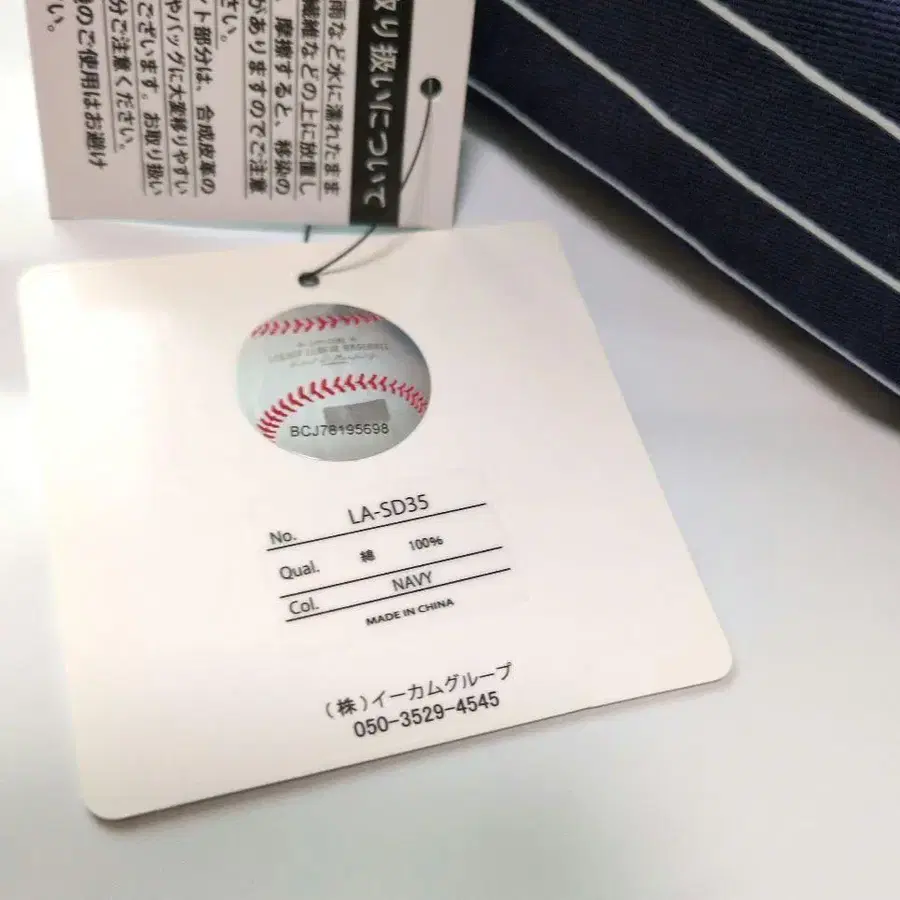 取り扱いについて
雨など水に濡れたまま
繊維などの上に放置し
、摩擦すると、移染の
がありますのでご注意
さい。
ント部分は、合成皮革の
やバッグに大変移りやすい
ございます。お取り扱い
分ご注意ください。
のご使用はお避け
い。
MAJOR LEAGUE BASEBALL
BCJ78195698
No. LA-SD35
Qual. 綿 100%
Col. NAVY
MADE IN CHINA
(株)イーカムグループ
050-3529-4545